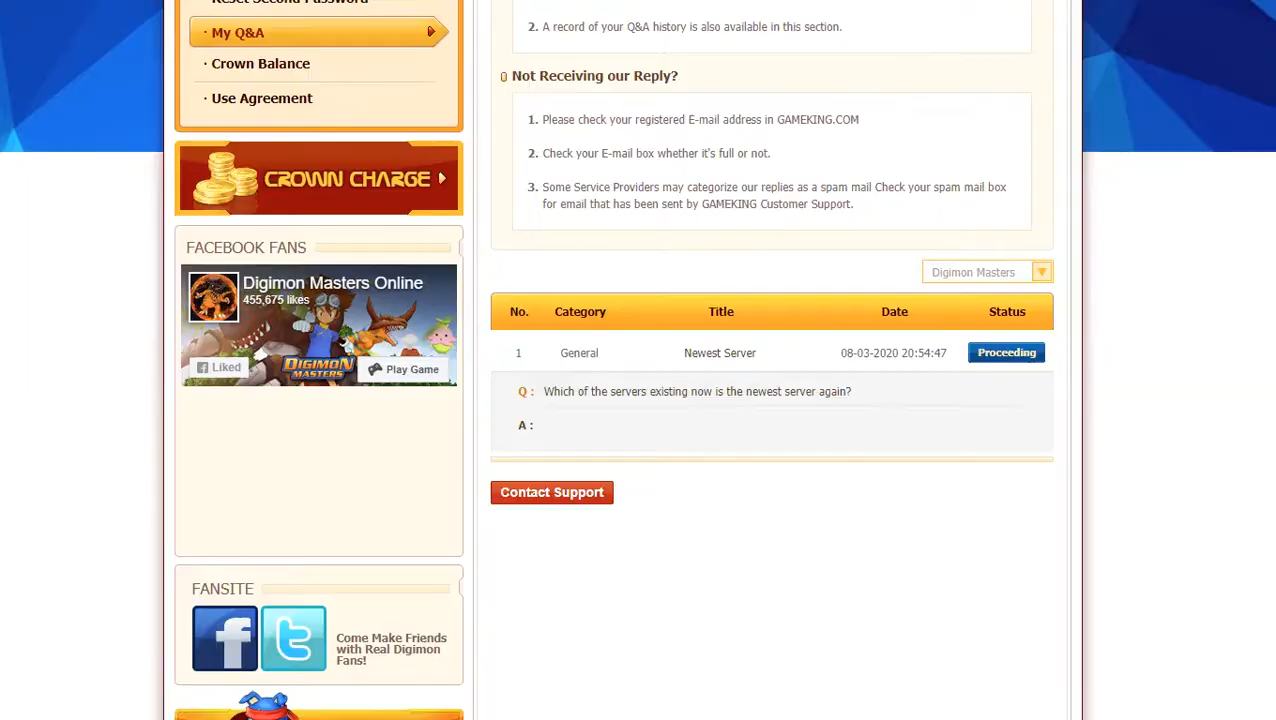 Reset Second Password
· My Q&A
· Crown Balance
· Use Agreement
CROWN CHARGE
FACEBOOK FANS
Digimon Masters Online
455,675 likes
Liked
DIGIMON
MASTERS
Play Game
FANSITE
Come Make Friends
with Real Digimon
Fans!
2. A record of your Q&A history is also available in this section.
Not Receiving our Reply?
1. Please check your registered E-mail address in GAMEKING.COM
2. Check your E-mail box whether it's full or not.
3. Some Service Providers may categorize our replies as a spam mail Check your spam mail box
for email that has been sent by GAMEKING Customer Support.
Digimon Masters
No. Category Title Date Status
1 General Newest Server 08-03-2020 20:54:47 Proceeding
Q : Which of the servers existing now is the newest server again?
A :
Contact Support